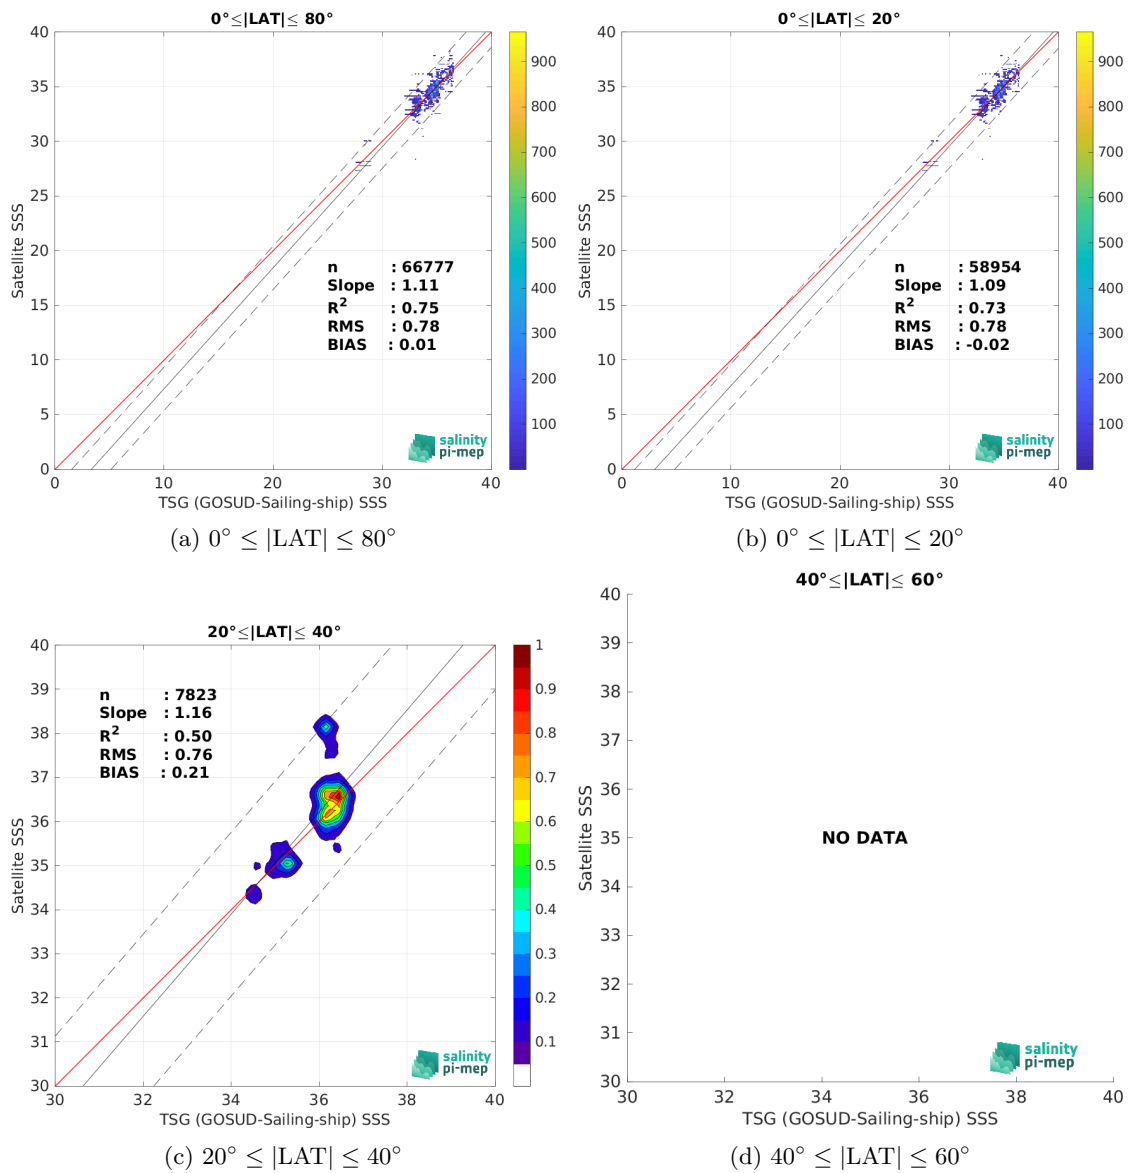 0°≤|LAT|≤ 80°
40
35
30
25
20
15
10
5
0
0
10
20
30
40
Satellite SSS
TSG (GOSUD-Sailing-ship) SSS
n : 66777
Slope : 1.11
R2 : 0.75
RMS : 0.78
BIAS : 0.01
900
800
700
600
500
400
300
200
100
salinity
pi-mep
(a) 0° ≤ |LAT| ≤ 80°
0°≤|LAT|≤ 20°
40
35
30
25
20
15
10
5
0
0
10
20
30
40
Satellite SSS
TSG (GOSUD-Sailing-ship) SSS
n : 58954
Slope : 1.09
R2 : 0.73
RMS : 0.78
BIAS : -0.02
900
800
700
600
500
400
300
200
100
salinity
pi-mep
(b) 0° ≤ |LAT| ≤ 20°
20°≤|LAT|≤ 40°
40
39
38
37
36
35
34
33
32
31
30
30
32
34
36
38
40
Satellite SSS
TSG (GOSUD-Sailing-ship) SSS
n : 7823
Slope : 1.16
R2 : 0.50
RMS : 0.76
BIAS : 0.21
1
0.9
0.8
0.7
0.6
0.5
0.4
0.3
0.2
0.1
salinity
pi-mep
(c) 20° ≤ |LAT| ≤ 40°
40°≤|LAT|≤ 60°
40
39
38
37
36
35
34
33
32
31
30
30
32
34
36
38
40
Satellite SSS
TSG (GOSUD-Sailing-ship) SSS
NO DATA
salinity
pi-mep
(d) 40° ≤ |LAT| ≤ 60°